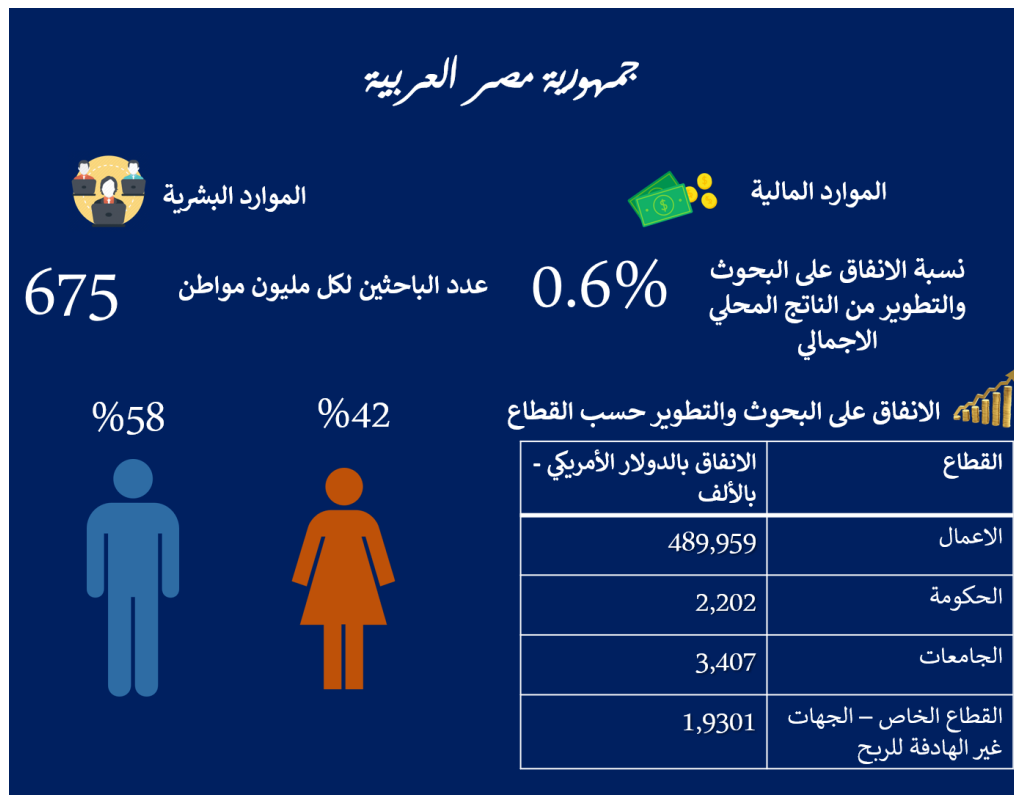 جمهورية مصر العربية
الموارد المالية
نسبة الانفاق على البحوث
والتطوير من الناتج المحلي
الاجمالي
0.6%
الموارد البشرية
عدد الباحثين لكل مليون مواطن
675
%42
%58
الانفاق على البحوث والتطوير حسب القطاع
القطاع
الانفاق بالدولار الأمريكي -
بالألف
الاعمال
489,959
الحكومة
2,202
الجامعات
3,407
القطاع الخاص – الجهات
غير الهادفة للربح
1,9301